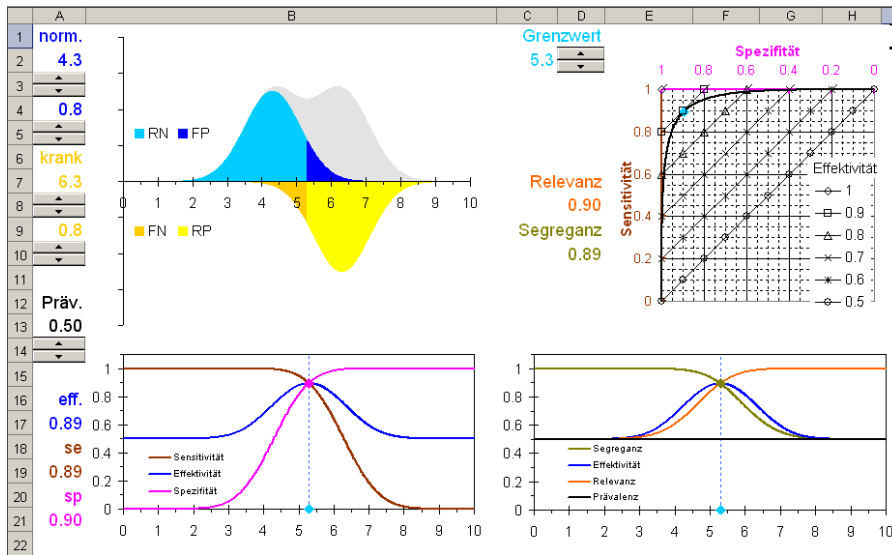 A B C D E F G H
1 norm.
2 4.3
3
4 0.8
5
6 krank
7 6.3
8
9 0.8
10
11
12 Präv.
13 0.50
14
15
16 eff.
17 0.89
18 se
19 0.89
20 sp
21 0.90
22
RN FP
0 1 2 3 4 5 6 7 8 9 10
FN RP
Grenzwert
5.3
Relevanz
0.90
Segreganz
0.89
Spezifität
1 0.8 0.6 0.4 0.2 0
Sensitivität
1
0.8
0.6
0.4
0.2
0
Effektivität
1
0.9
0.8
0.7
0.6
0.5
1
0.8
0.6
0.4
0.2
0
Sensitivität
Effektivität
Spezifität
0 1 2 3 4 5 6 7 8 9 10
1
0.8
0.6
0.4
0.2
0
Segreganz
Effektivität
Relevanz
Prävalenz
0 1 2 3 4 5 6 7 8 9 10